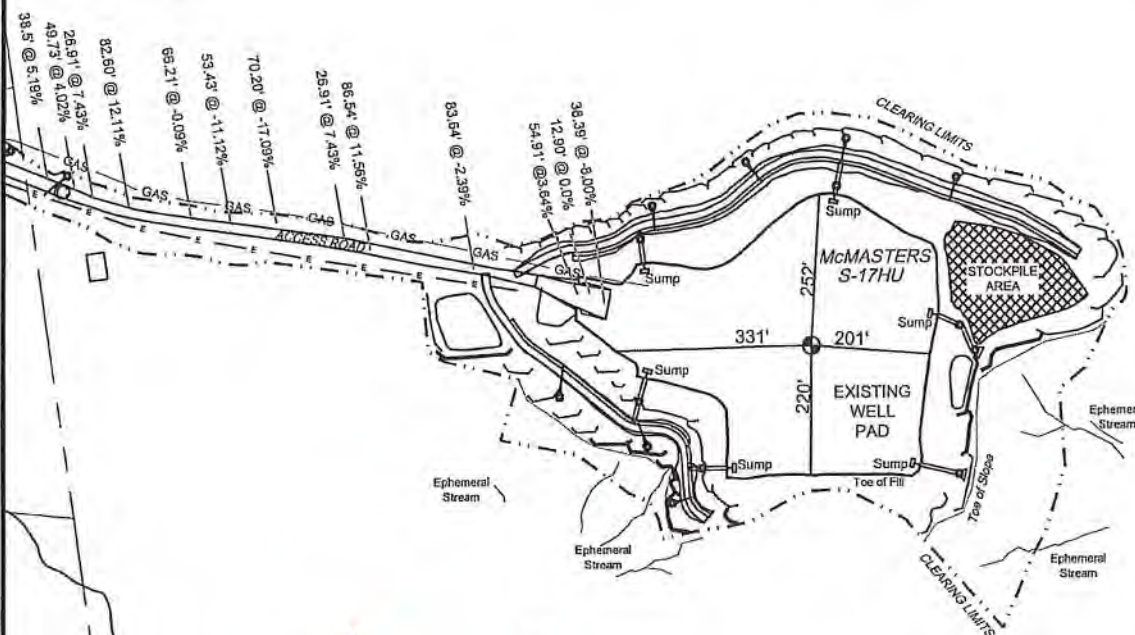 38.5' @ 5.19%
49.73' @ 4.02%
26.91' @ 7.43%
82.60' @ 12.11%
66.21' @ -0.09%
53.43' @ -11.12%
70.20' @ -17.09%
26.91' @ 7.43%
86.54' @ 11.56%
83.64' @ -2.39%
54.91' @3.64%
12.90' @ 0.0%
38.39' @ -8.00%
CLEARING LIMITS
GAS
GAS
GAS
GAS
GAS
GAS
ACCESS ROAD
E
E
E
E
E
E
E
Sump
Sump
McMASTERS
S-17HU
STOCKPILE
AREA
252'
Sump
331'
201'
220'
EXISTING
WELL
PAD
Sump
Sump
Sump
Toe of Fill
Toe of Slope
Ephemer
Stream
Ephemeral
Stream
Ephemeral
Stream
Ephemeral
Stream
CLEARING LIMITS